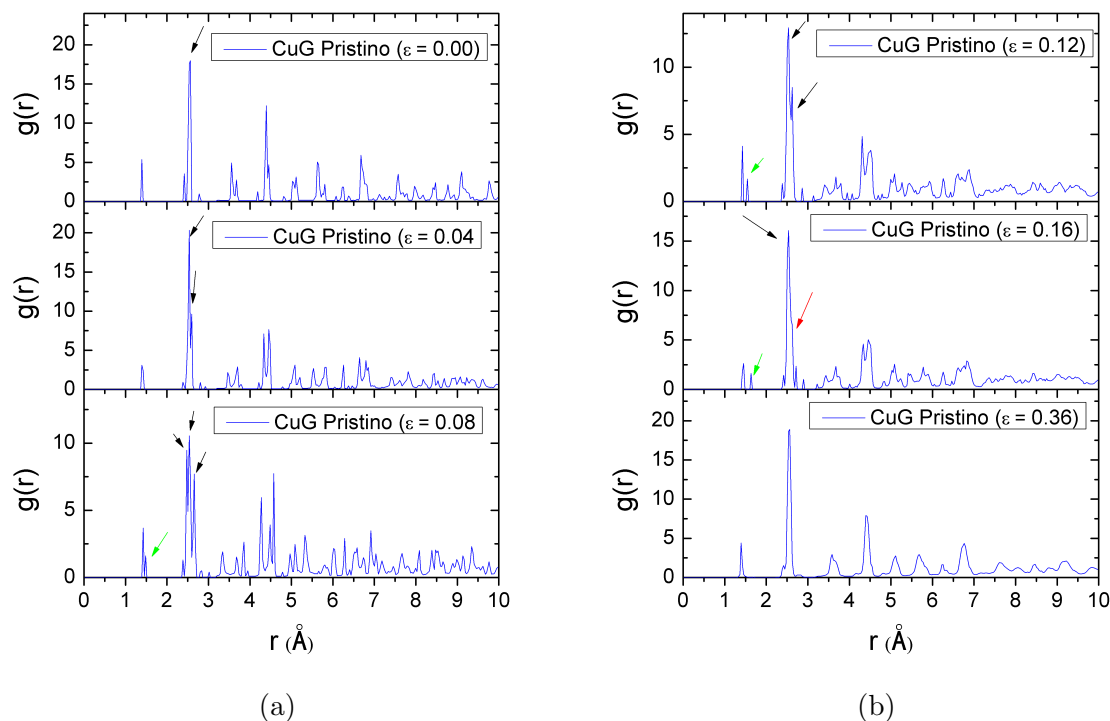 CuG Pristino (ε = 0.00)
g(r)
0
5
10
15
20
CuG Pristino (ε = 0.04
g(r)
0
5
10
15
20
CuG Pristino (ε = 0.08
g(r)
0
5
10
0 1 2 3 4 5 6 7 8 9 10
r (Å)
(a)
CuG Pristino (ε = 0.12)
g(r)
0
5
10
CuG Pristino (ε = 0.16)
g(r)
0
5
10
15
CuG Pristino (ε = 0.36)
g(r)
0
5
10
15
20
0 1 2 3 4 5 6 7 8 9 10
r (Å)
(b)